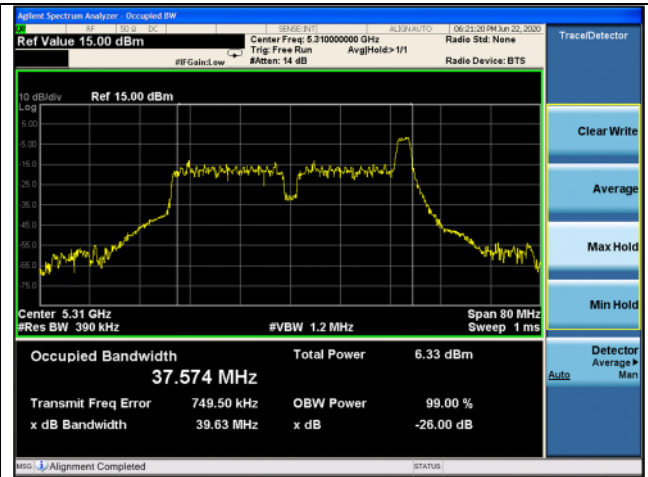 Agilent Spectrum Analyzer - Occupied BW
RF 50 Ω DC SENSE:INT ALIGN AUTO 06:21:20 PM Jun 22, 2020
Ref Value 15.00 dBm
Center Freq: 5.310000000 GHz
Radio Std: None
Trig: Free Run Avg|Hold:>1/1
#IFGain:Low #Atten: 14 dB Radio Device: BTS
Trace/Detector
10 dB/div Ref 15.00 dBm
Log
5.00
-5.00
-15.0
-25.0
-35.0
-45.0
-55.0
-65.0
-75.0
Center 5.31 GHz Span 80 MHz
#Res BW 390 kHz #VBW 1.2 MHz Sweep 1 ms
Occupied Bandwidth Total Power 6.33 dBm
37.574 MHz
Transmit Freq Error 749.50 kHz OBW Power 99.00 %
x dB Bandwidth 39.63 MHz x dB -26.00 dB
Clear Write
Average
Max Hold
Min Hold
Detector
Average▶
Auto Man
MSG Alignment Completed STATUS